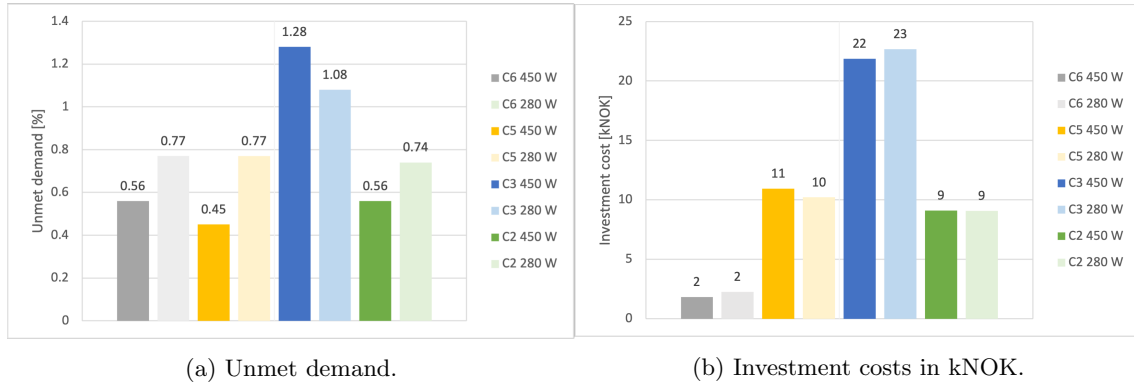 1.4
1.2
1
0.8
0.6
0.4
0.2
0
Unmet demand [%]
0.56
0.77
0.45
0.77
1.28
1.08
0.56
0.74
C6 450 W
C6 280 W
C5 450 W
C5 280 W
C3 450 W
C3 280 W
C2 450 W
C2 280 W
(a) Unmet demand.
25
20
15
10
5
0
Investment cost [kNOK]
2
2
11
10
22
23
9
9
C6 450 W
C6 280 W
C5 450 W
C5 280 W
C3 450 W
C3 280 W
C2 450 W
C2 280 W
(b) Investment costs in kNOK.